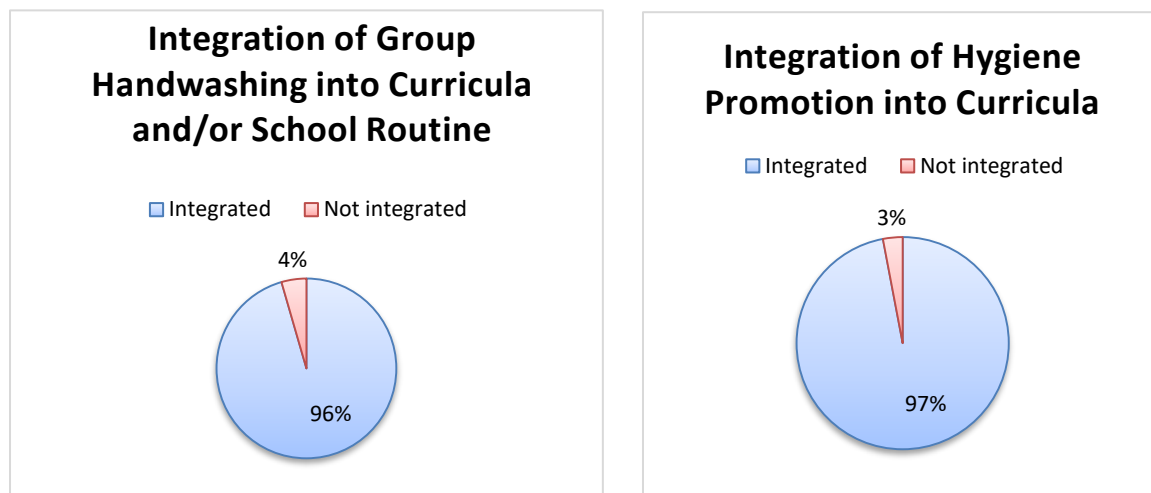 Integration of Group
Handwashing into Curricula
and/or School Routine
Integrated
Not integrated
4%
96%
Integration of Hygiene
Promotion into Curricula
Integrated
Not integrated
3%
97%